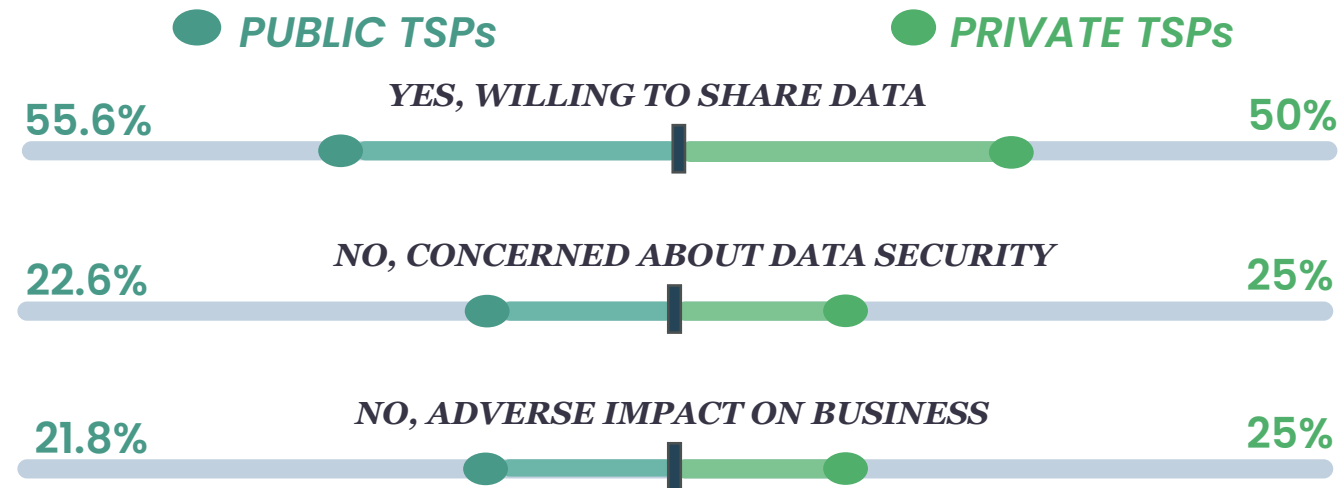 PUBLIC TSPs
PRIVATE TSPs
YES, WILLING TO SHARE DATA
55.6%
50%
NO, CONCERNED ABOUT DATA SECURITY
22.6%
25%
NO, ADVERSE IMPACT ON BUSINESS
21.8%
25%